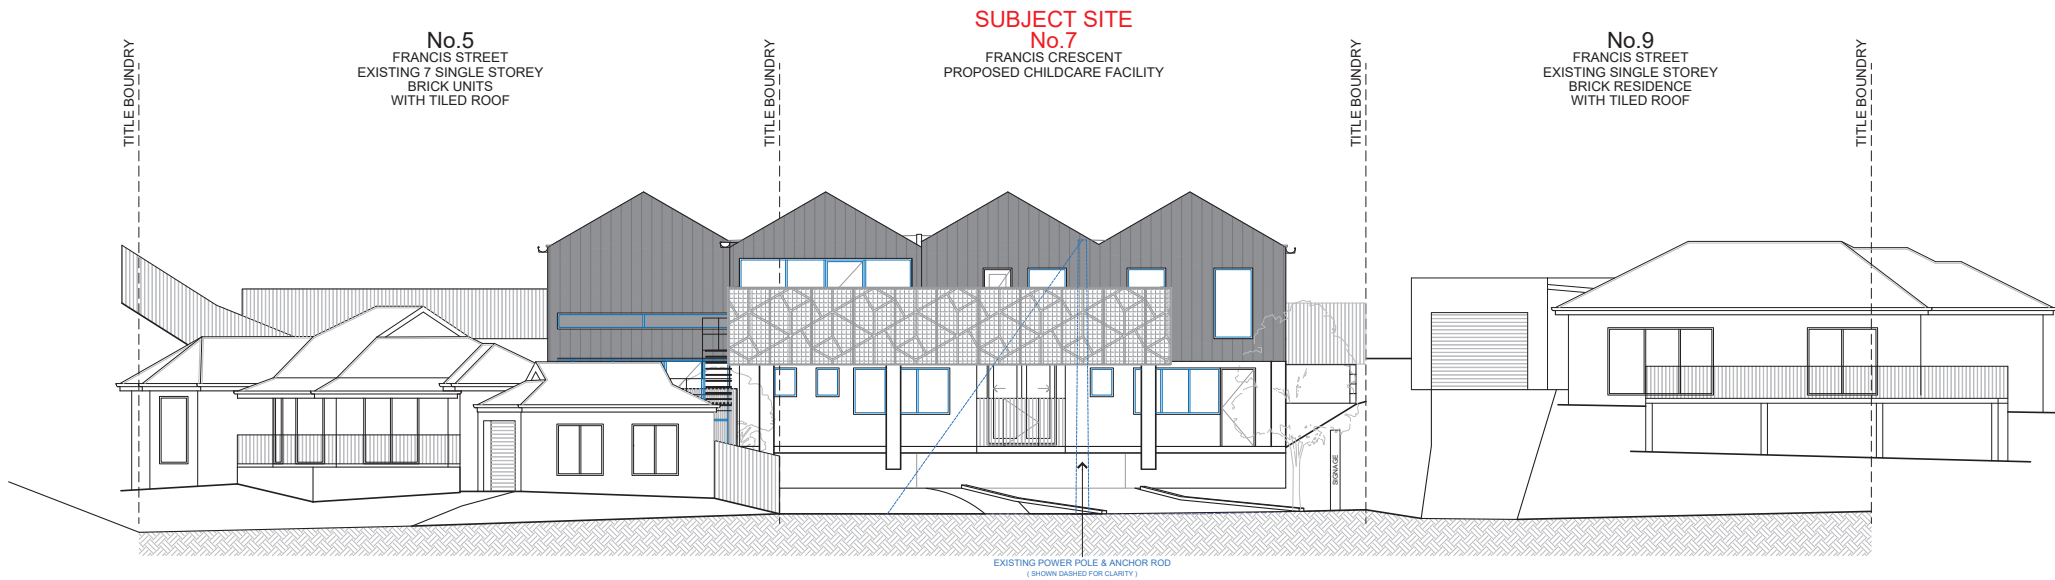 TITLE BOUNDRY
No.5
FRANCIS STREET
EXISTING 7 SINGLE STOREY
BRICK UNITS
WITH TILED ROOF
TITLE BOUNDRY
SUBJECT SITE
No.7
FRANCIS CRESCENT
PROPOSED CHILDCARE FACILITY
TITLE BOUNDRY
No.9
FRANCIS STREET
EXISTING SINGLE STOREY
BRICK RESIDENCE
WITH TILED ROOF
TITLE BOUNDRY
SIGNAGE
EXISTING POWER POLE & ANCHOR ROD
( SHOWN DASHED FOR CLARITY )